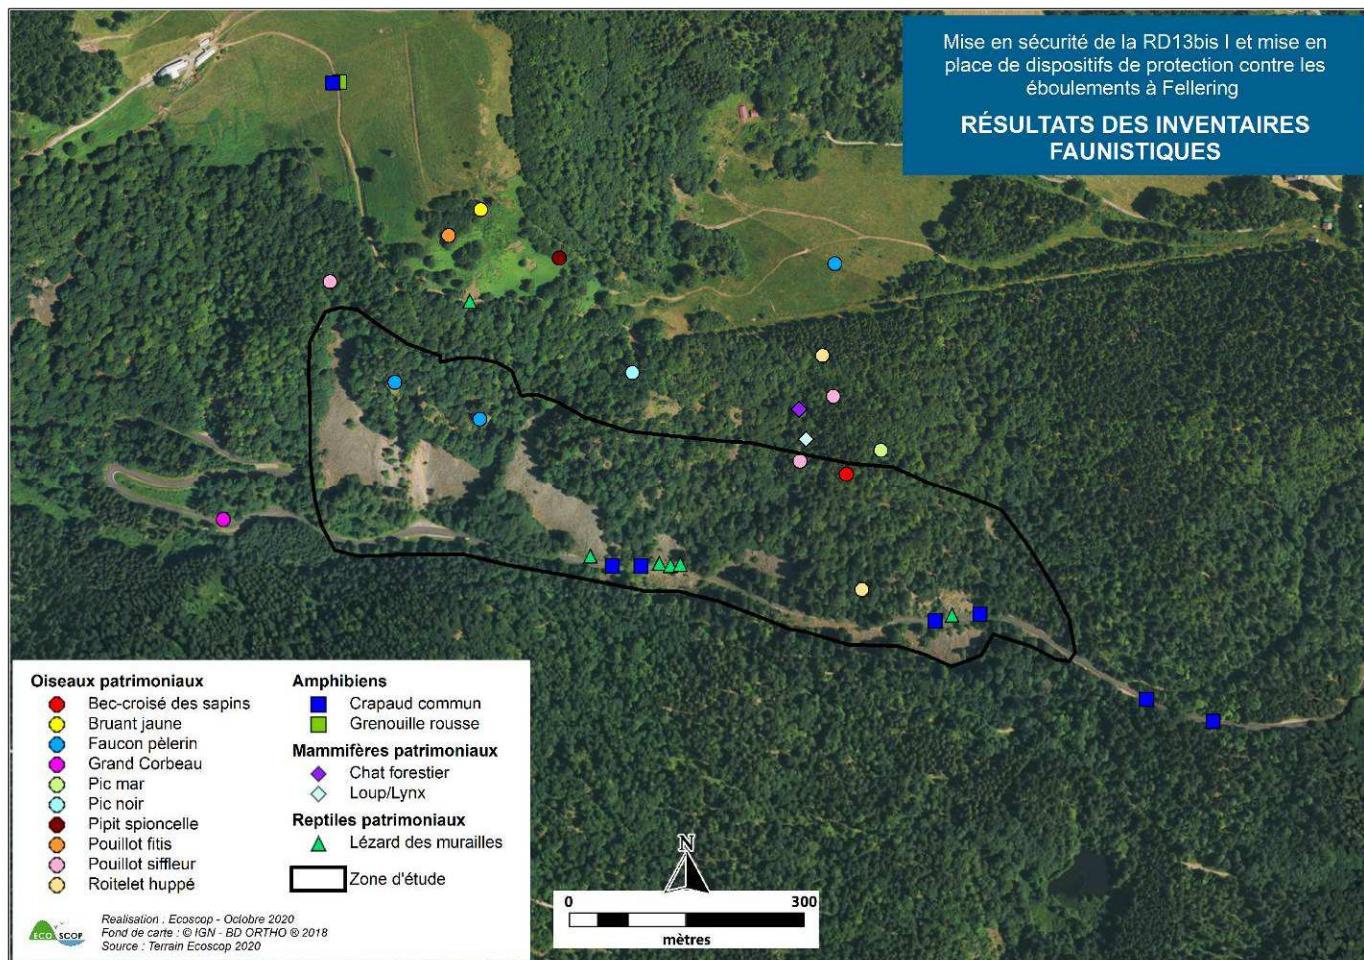 Mise en sécurité de la RD13bis I et mise en
place de dispositifs de protection contre les
éboulements à Fellering
RÉSULTATS DES INVENTAIRES
FAUNISTIQUES
Oiseaux patrimoniaux
Bec-croisé des sapins
Bruant jaune
Faucon pèlerin
Grand Corbeau
Pic mar
Pic noir
Pipit spioncelle
Pouillot fitis
Pouillot siffleur
Roitelet huppé
Amphibiens
Crapaud commun
Grenouille rousse
Mammifères patrimoniaux
Chat forestier
Loup/Lynx
Reptiles patrimoniaux
Lézard des murailles
Zone d'étude
ECO SCOP
Realisation : Ecoscop - Octobre 2020
Fond de carte : © IGN - BD ORTHO ® 2018
Source : Terrain Ecoscop 2020
N
0 300
mètres